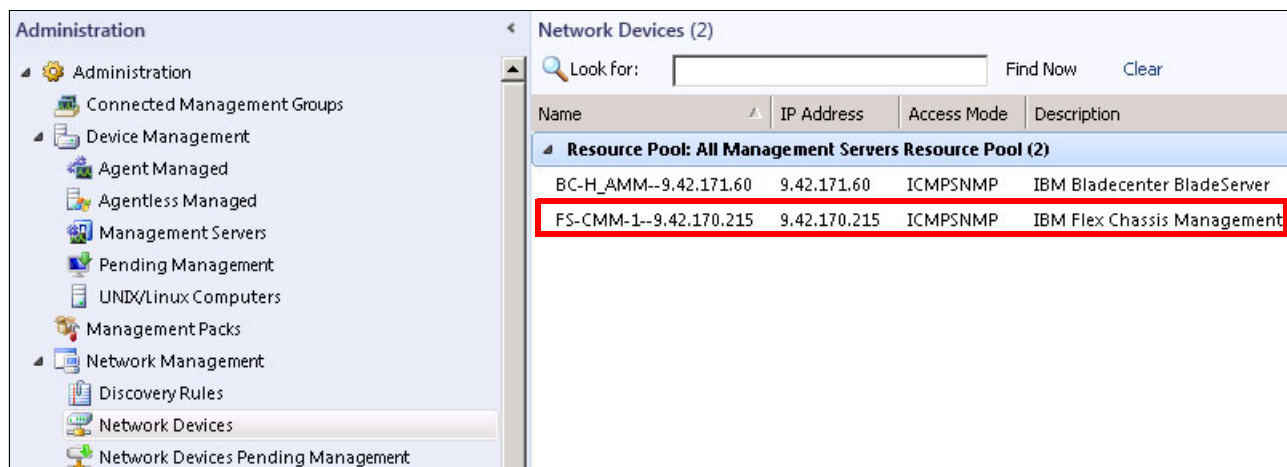 Administration
Administration
Connected Management Groups
Device Management
Agent Managed
Agentless Managed
Management Servers
Pending Management
UNIX/Linux Computers
Management Packs
Network Management
Discovery Rules
Network Devices
Network Devices Pending Management
Network Devices (2)
Look for: Find Now Clear
Name IP Address Access Mode Description
Resource Pool: All Management Servers Resource Pool (2)
BC-H_AMM--9.42.171.60 9.42.171.60 ICMPSNMP IBM Bladecenter BladeServer
FS-CMM-1--9.42.170.215 9.42.170.215 ICMPSNMP IBM Flex Chassis Management